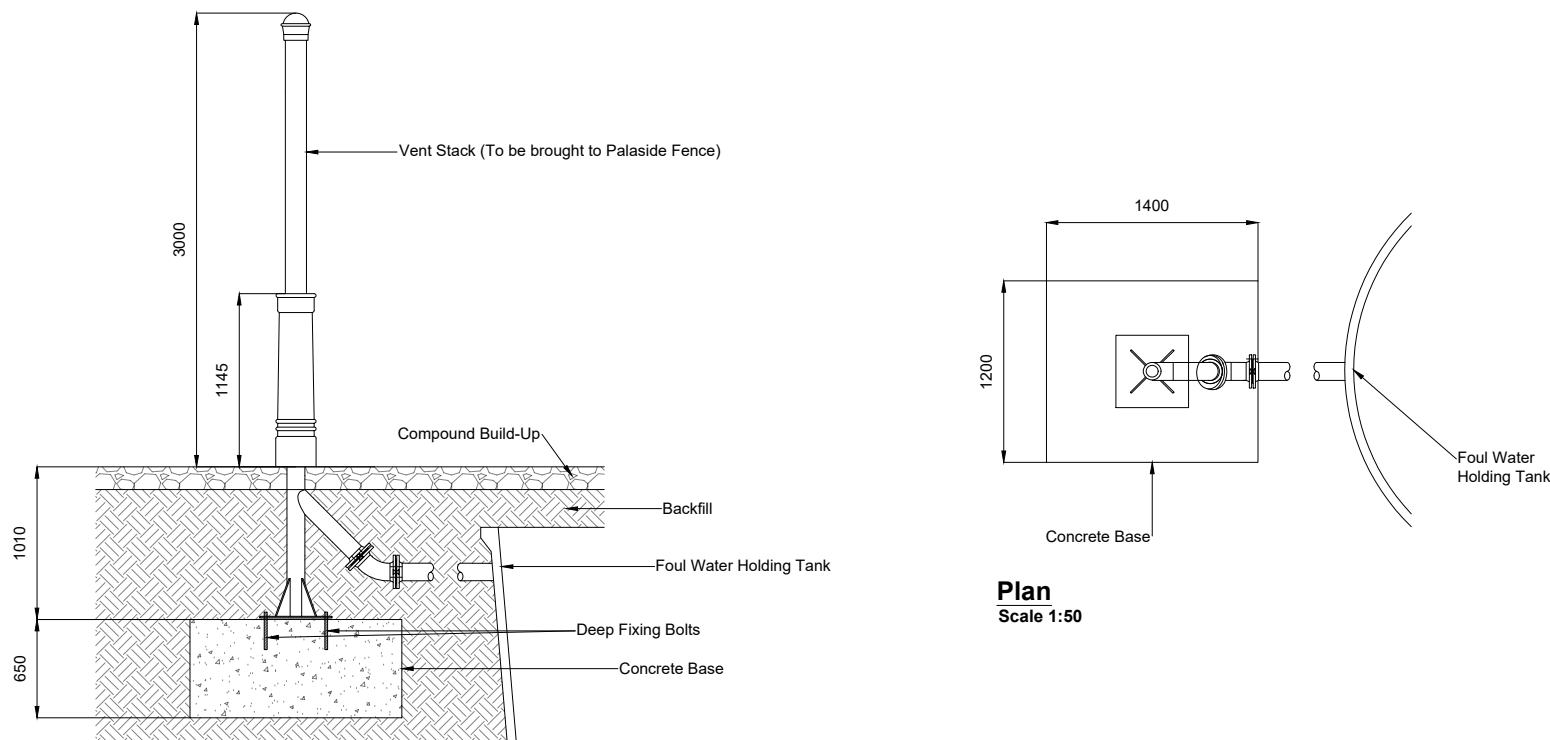 3000
Vent Stack (To be brought to Palaside Fence)
1145
Compound Build-Up
Backfill
1010
Foul Water Holding Tank
Deep Fixing Bolts
650
Concrete Base
1400
1200
Foul Water
Holding Tank
Concrete Base
Plan
Scale 1:50